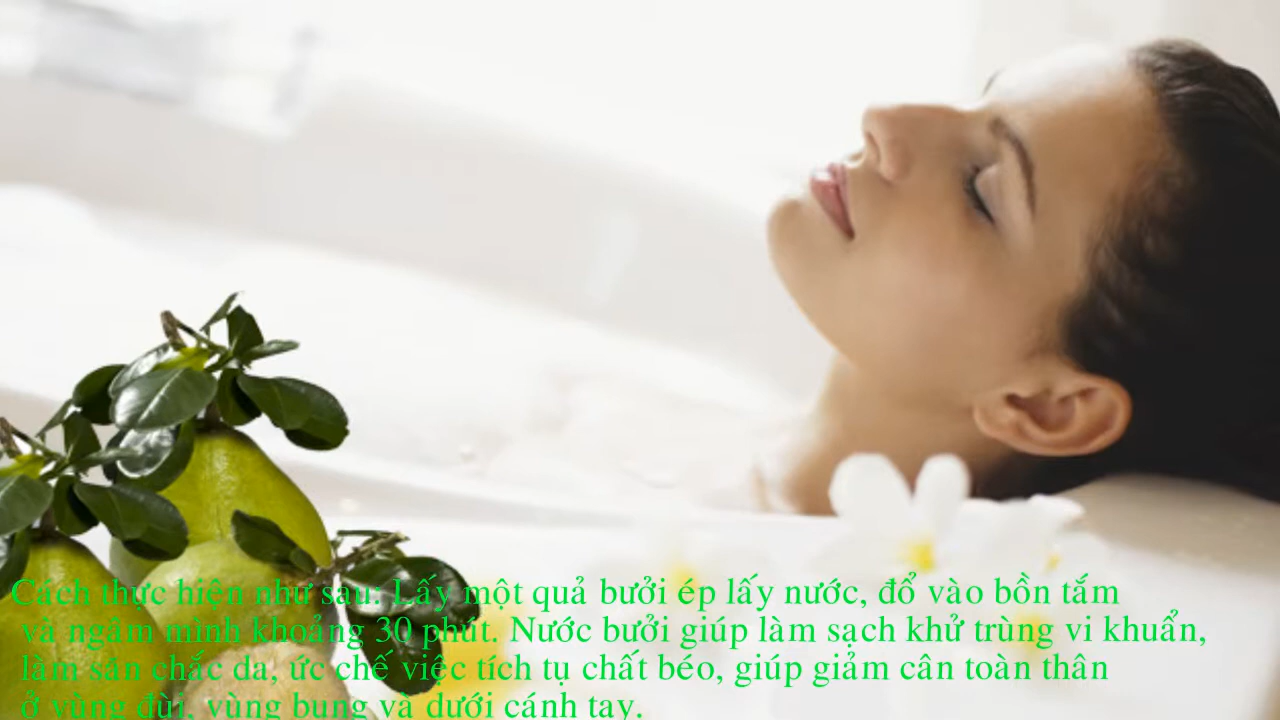 Cách thực hiện như sau: Lấy một quả bưởi ép lấy nước, đổ vào bồn tắm
và ngâm mình khoảng 30 phút. Nước bưởi giúp làm sạch khử trùng vi khuẩn,
làm săn chắc da, ức chế việc tích tụ chất béo, giúp giảm cân toàn thân
ở vùng đùi, vùng bụng và dưới cánh tay.